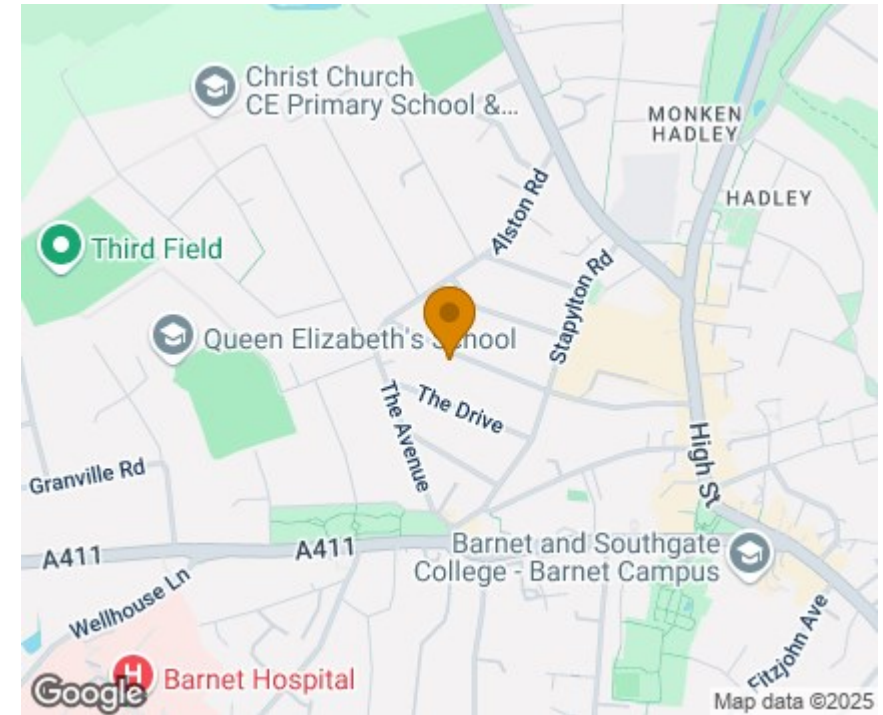 Christ Church
CE Primary School &...
MONKEN
HADLEY
HADLEY
Alston Rd
Third Field
Stapylton Rd
Queen Elizabeth's School
The Drive
The Avenue
High St
Granville Rd
A411
A411
Barnet and Southgate
College - Barnet Campus
Wellhouse Ln
Fitzjohn Ave
H
Barnet Hospital
Google
Map data ©2025